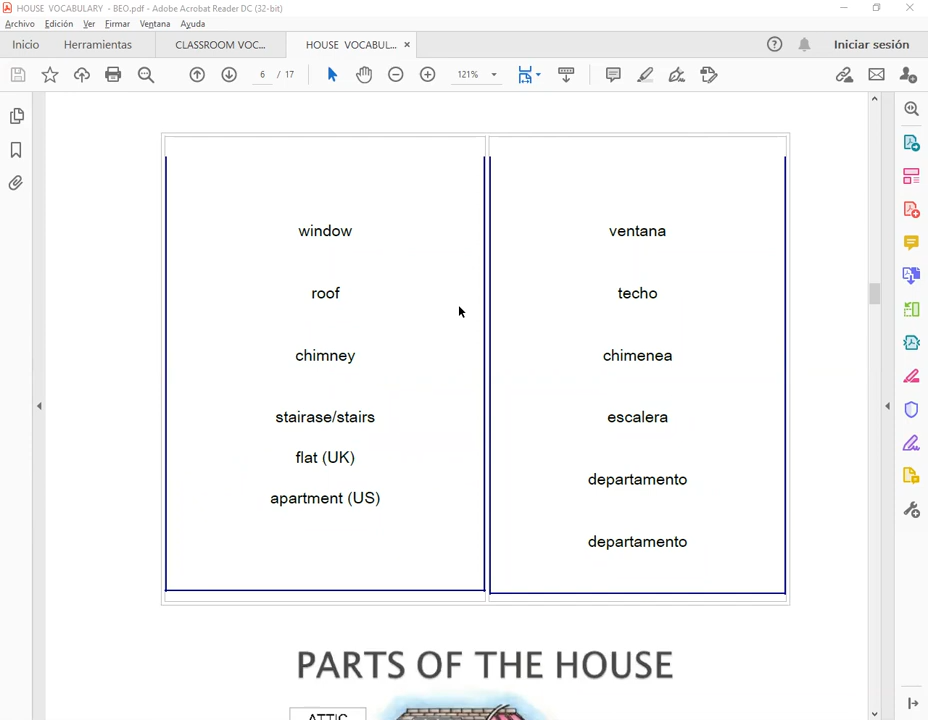 HOUSE VOCABULARY - BEO.pdf - Adobe Acrobat Reader DC (32-bit)
Archivo Edición Ver Firmar Ventana Ayuda
Inicio Herramientas CLASSROOM VOC... HOUSE VOCABUL... × Iniciar sesión
6 / 17 121%
window ventana
roof techo
chimney chimenea
stairase/stairs escalera
flat (UK)
departamento
apartment (US)
departamento
PARTS OF THE HOUSE
ATTIC